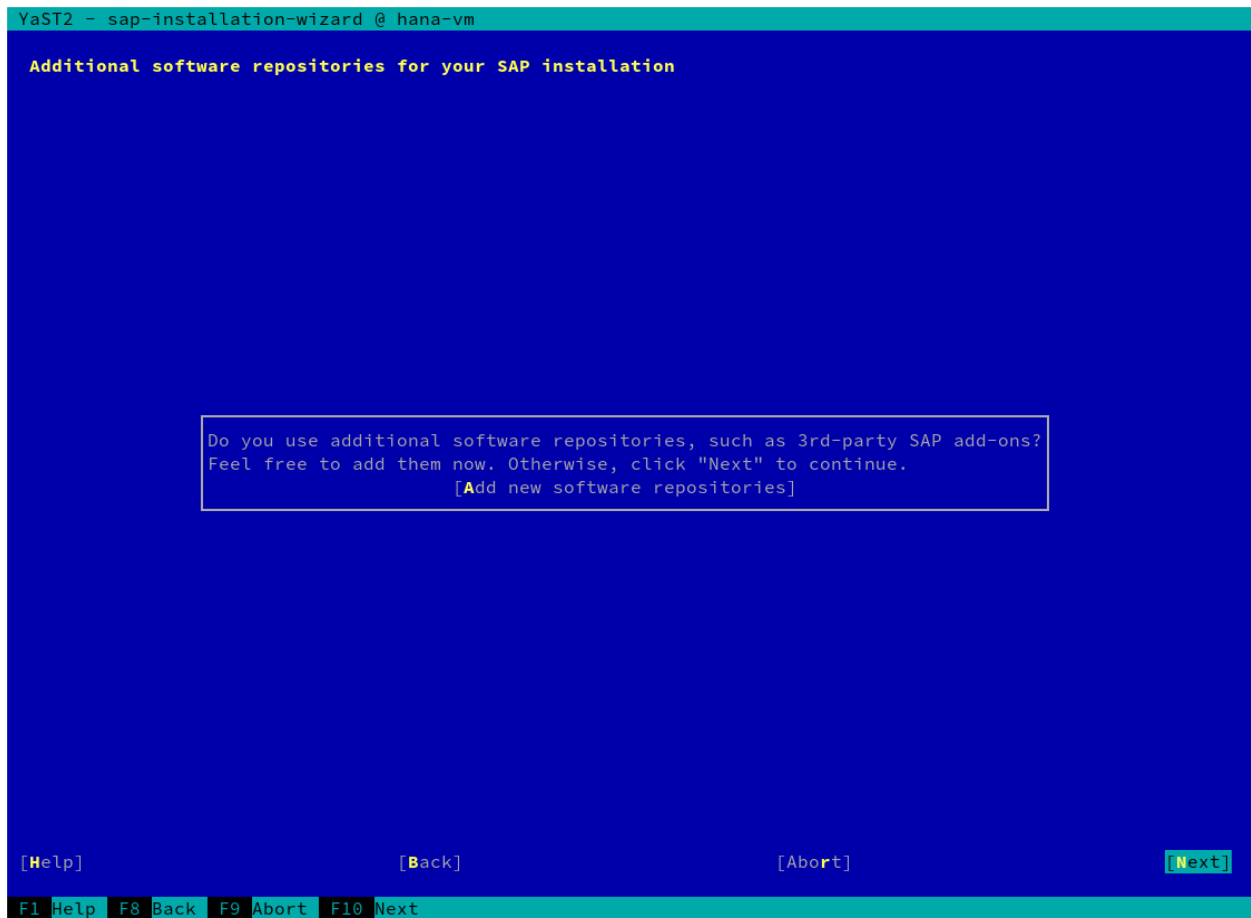 YaST2 - sap-installation-wizard @ hana-vm
Additional software repositories for your SAP installation
Do you use additional software repositories, such as 3rd-party SAP add-ons?
Feel free to add them now. Otherwise, click "Next" to continue.
[Add new software repositories]
[Help] [Back] [Abort] [Next]
F1 Help F8 Back F9 Abort F10 Next